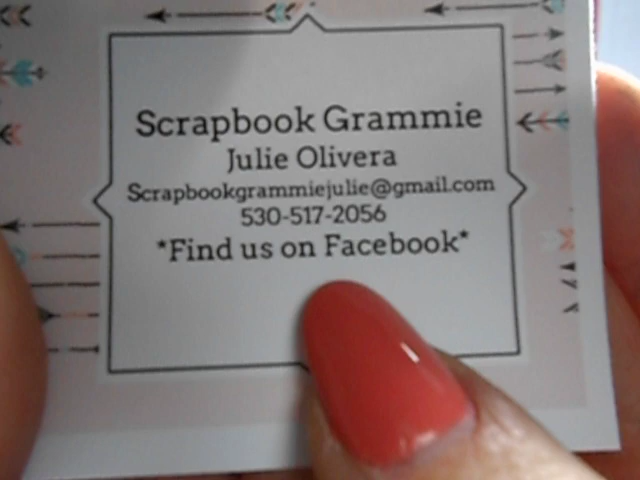 Scrapbook Grammie
Julie Olivera
Scrapbookgrammiejulie@gmail.com
530-517-2056
*Find us on Facebook*